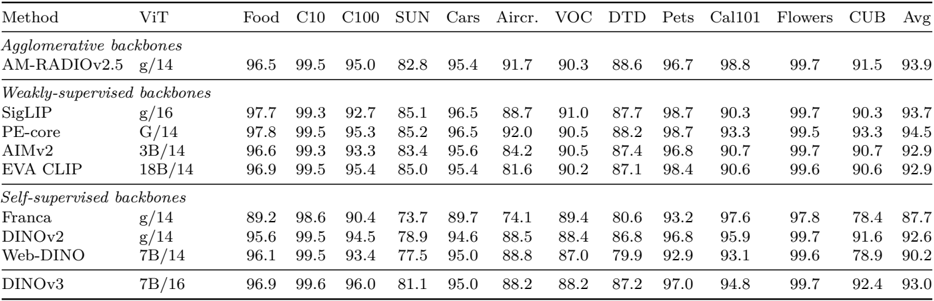 Method ViT Food C10 C100 SUN Cars Aircr. VOC DTD Pets Cal101 Flowers CUB Avg
Agglomerative backbones
AM-RADIOv2.5 g/14 96.5 99.5 95.0 82.8 95.4 91.7 90.3 88.6 96.7 98.8 99.7 91.5 93.9
Weakly-supervised backbones
SigLIP g/16 97.7 99.3 92.7 85.1 96.5 88.7 91.0 87.7 98.7 90.3 99.7 90.3 93.7
PE-core G/14 97.8 99.5 95.3 85.2 96.5 92.0 90.5 88.2 98.7 93.3 99.5 93.3 94.5
AIMv2 3B/14 96.6 99.3 93.3 83.4 95.6 84.2 90.5 87.4 96.8 90.7 99.7 90.7 92.9
EVA CLIP 18B/14 96.9 99.5 95.4 85.0 95.4 81.6 90.2 87.1 98.4 90.6 99.6 90.6 92.9
Self-supervised backbones
Franca g/14 89.2 98.6 90.4 73.7 89.7 74.1 89.4 80.6 93.2 97.6 97.8 78.4 87.7
DINOv2 g/14 95.6 99.5 94.5 78.9 94.6 88.5 88.4 86.8 96.8 95.9 99.7 91.6 92.6
Web-DINO 7B/14 96.1 99.5 93.4 77.5 95.0 88.8 87.0 79.9 92.9 93.1 99.6 78.9 90.2
DINOv3 7B/16 96.9 99.6 96.0 81.1 95.0 88.2 88.2 87.2 97.0 94.8 99.7 92.4 93.0